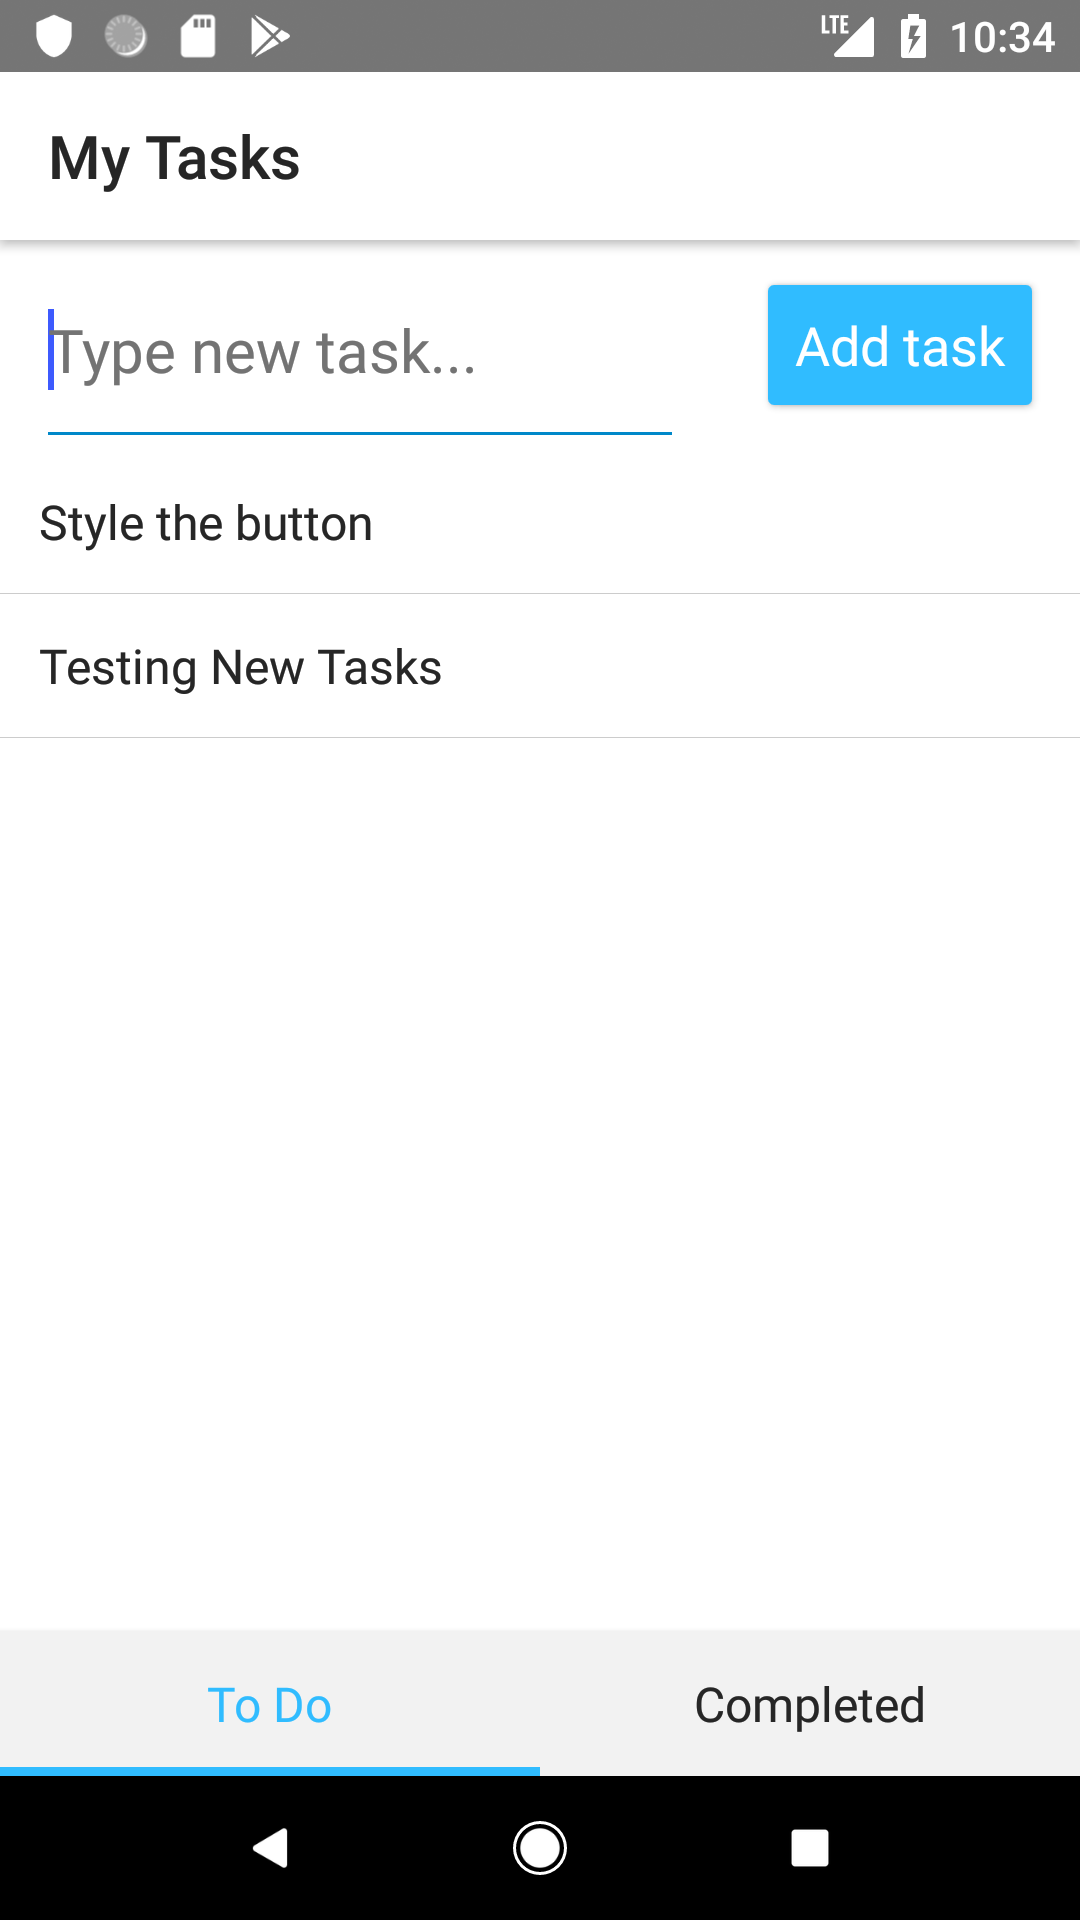 LTE 10:34
My Tasks
Type new task...
Add task
Style the button
Testing New Tasks
To Do
Completed